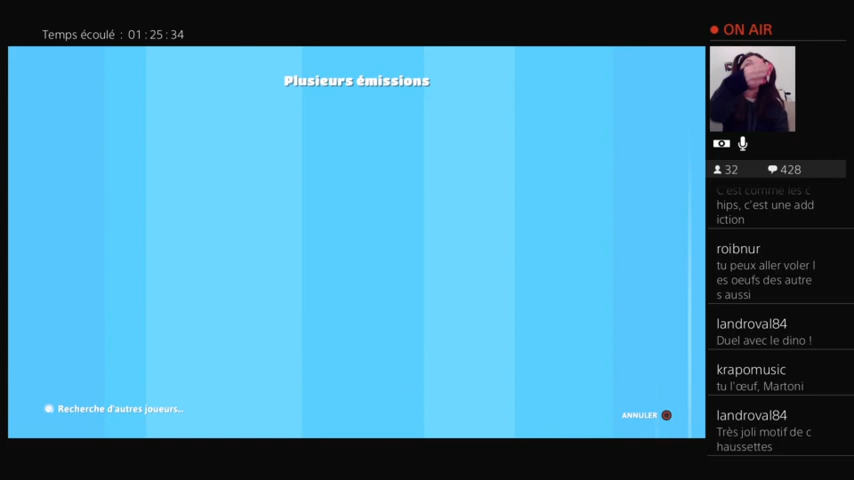 Temps écoulé : 01:25:34
ON AIR
Plusieurs émissions
32 428
C'est comme les c
hips, c'est une add
iction
roibnur
tu peux aller voler l
es oeufs des autre
s aussi
landroval84
Duel avec le dino !
krapomusic
tu l'œuf, Martoni
landroval84
Très joli motif de c
haussettes
Recherche d'autres joueurs...
ANNULER